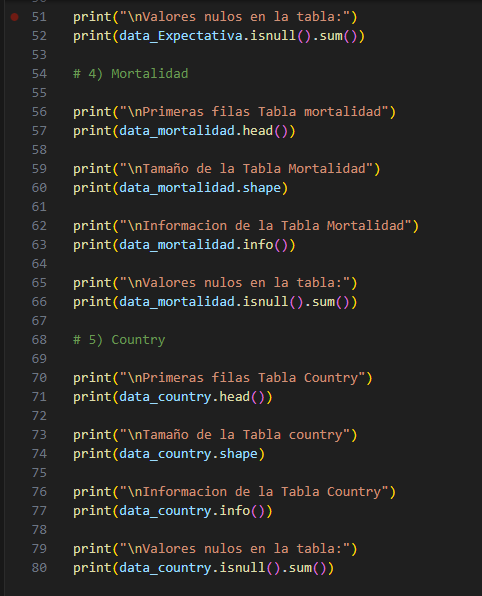 51 print("\nValores nulos en la tabla:")
52 print(data_Expectativa.isnull().sum())
53
54 # 4) Mortalidad
55
56 print("\nPrimeras filas Tabla mortalidad")
57 print(data_mortalidad.head())
58
59 print("\nTamaño de la Tabla Mortalidad")
60 print(data_mortalidad.shape)
61
62 print("\nInformacion de la Tabla Mortalidad")
63 print(data_mortalidad.info())
64
65 print("\nValores nulos en la tabla:")
66 print(data_mortalidad.isnull().sum())
67
68 # 5) Country
69
70 print("\nPrimeras filas Tabla Country")
71 print(data_country.head())
72
73 print("\nTamaño de la Tabla country")
74 print(data_country.shape)
75
76 print("\nInformacion de la Tabla Country")
77 print(data_country.info())
78
79 print("\nValores nulos en la tabla:")
80 print(data_country.isnull().sum())